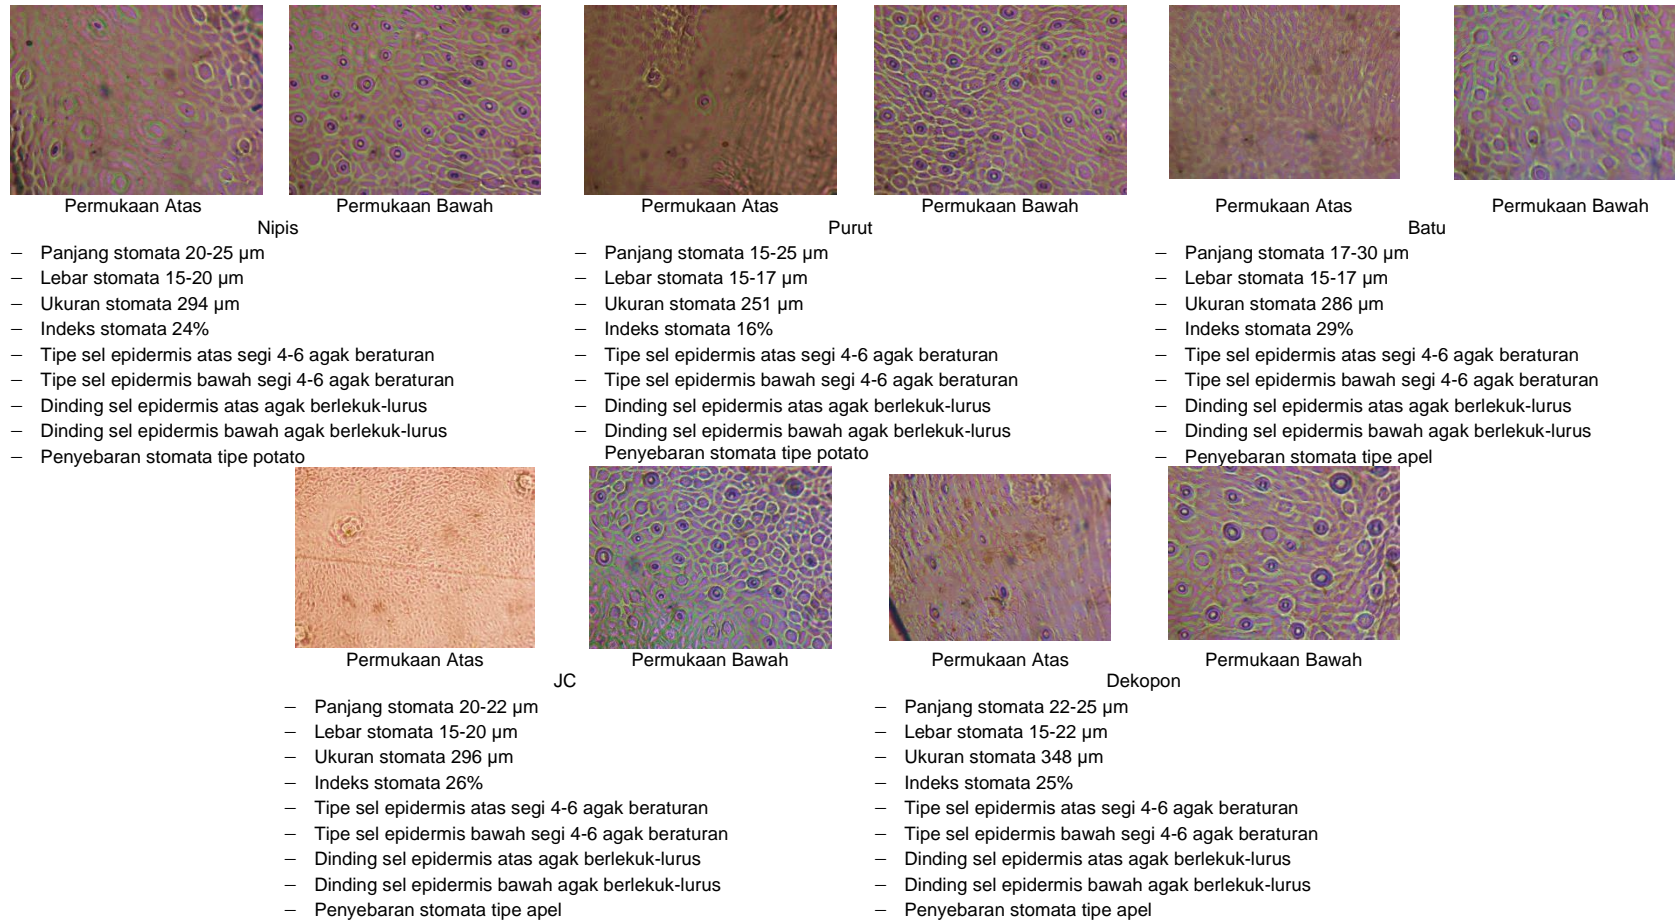 Permukaan Atas
Permukaan Bawah
Nipis
– Panjang stomata 20-25 µm
– Lebar stomata 15-20 µm
– Ukuran stomata 294 µm
– Indeks stomata 24%
– Tipe sel epidermis atas segi 4-6 agak beraturan
– Tipe sel epidermis bawah segi 4-6 agak beraturan
– Dinding sel epidermis atas agak berlekuk-lurus
– Dinding sel epidermis bawah agak berlekuk-lurus
– Penyebaran stomata tipe potato
Permukaan Atas
Permukaan Bawah
Purut
– Panjang stomata 15-25 µm
– Lebar stomata 15-17 µm
– Ukuran stomata 251 µm
– Indeks stomata 16%
– Tipe sel epidermis atas segi 4-6 agak beraturan
– Tipe sel epidermis bawah segi 4-6 agak beraturan
– Dinding sel epidermis atas agak berlekuk-lurus
– Dinding sel epidermis bawah agak berlekuk-lurus
Penyebaran stomata tipe potato
Permukaan Atas
Permukaan Bawah
Batu
– Panjang stomata 17-30 µm
– Lebar stomata 15-17 µm
– Ukuran stomata 286 µm
– Indeks stomata 29%
– Tipe sel epidermis atas segi 4-6 agak beraturan
– Tipe sel epidermis bawah segi 4-6 agak beraturan
– Dinding sel epidermis atas agak berlekuk-lurus
– Dinding sel epidermis bawah agak berlekuk-lurus
– Penyebaran stomata tipe apel
Permukaan Atas
Permukaan Bawah
JC
– Panjang stomata 20-22 µm
– Lebar stomata 15-20 µm
– Ukuran stomata 296 µm
– Indeks stomata 26%
– Tipe sel epidermis atas segi 4-6 agak beraturan
– Tipe sel epidermis bawah segi 4-6 agak beraturan
– Dinding sel epidermis atas agak berlekuk-lurus
– Dinding sel epidermis bawah agak berlekuk-lurus
– Penyebaran stomata tipe apel
Permukaan Atas
Permukaan Bawah
Dekopon
– Panjang stomata 22-25 µm
– Lebar stomata 15-22 µm
– Ukuran stomata 348 µm
– Indeks stomata 25%
– Tipe sel epidermis atas segi 4-6 agak beraturan
– Tipe sel epidermis bawah segi 4-6 agak beraturan
– Dinding sel epidermis atas agak berlekuk-lurus
– Dinding sel epidermis bawah agak berlekuk-lurus
– Penyebaran stomata tipe apel